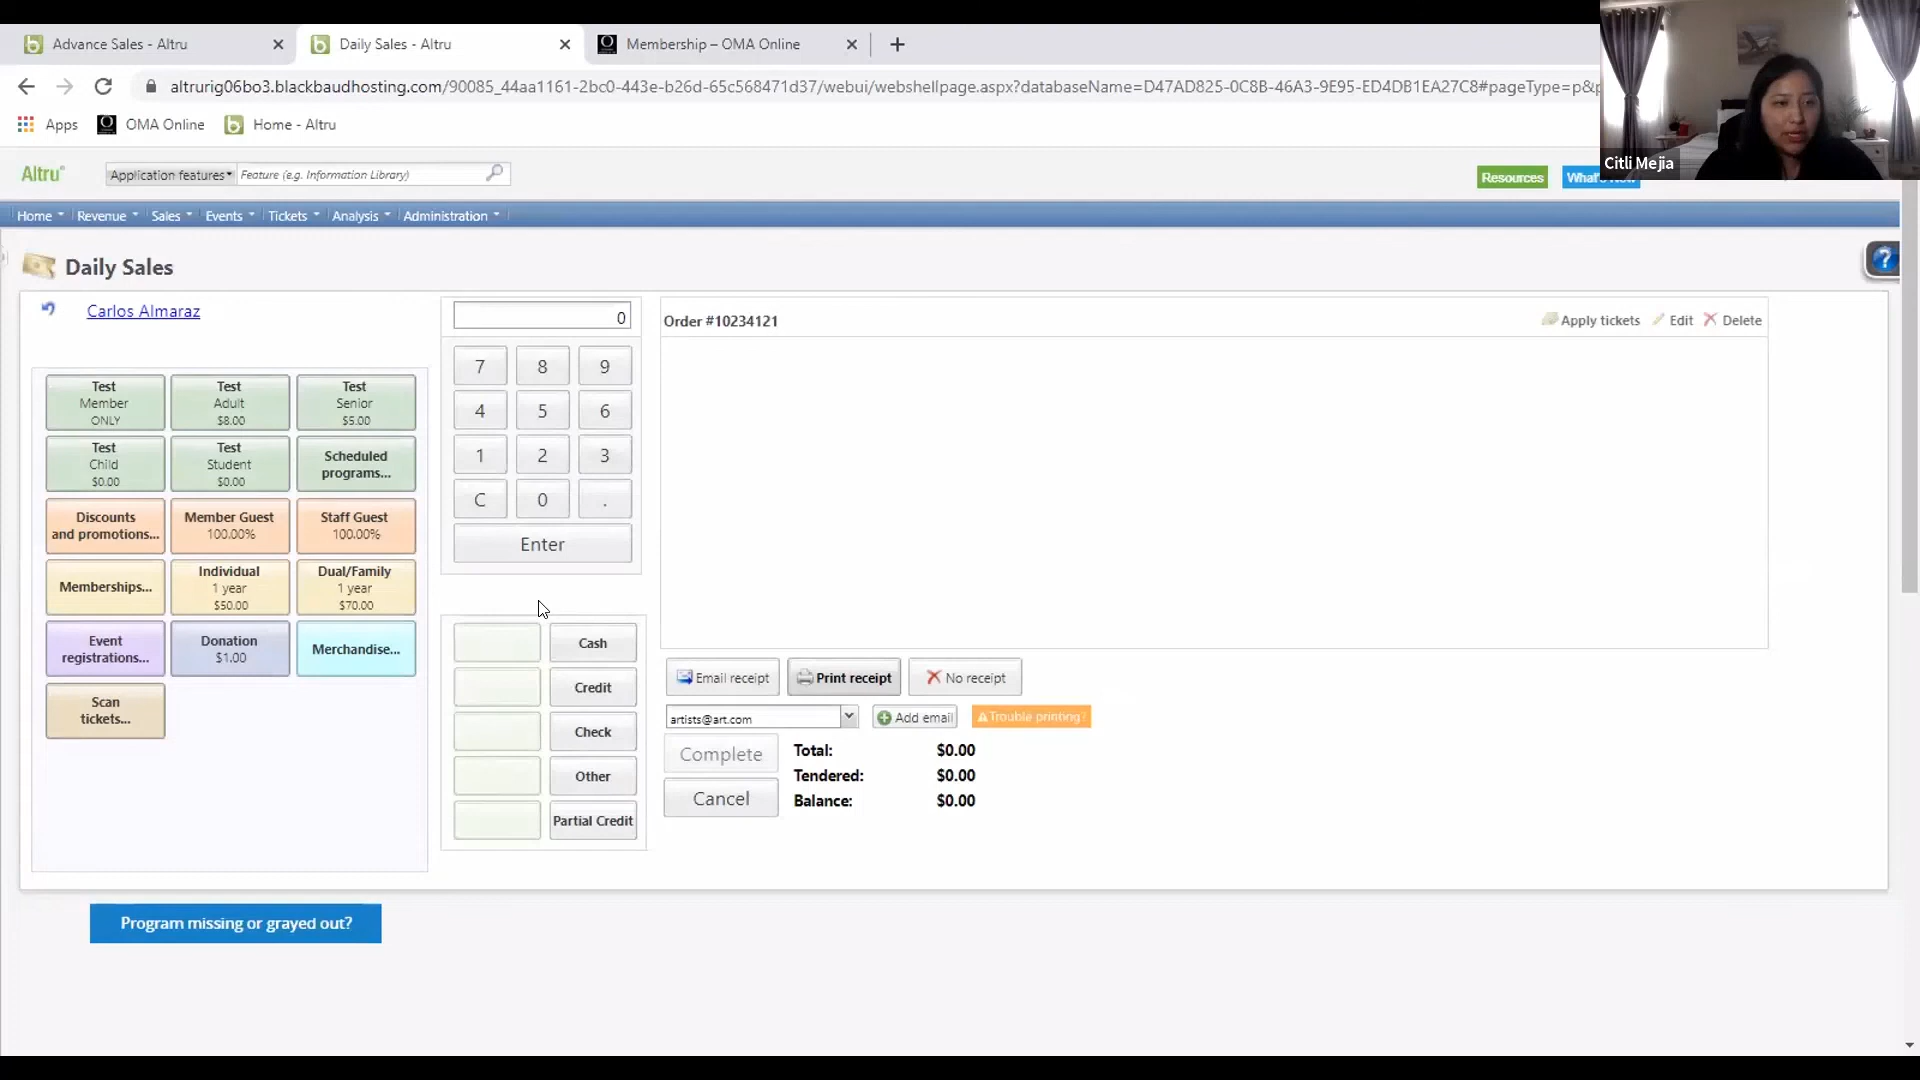 Advance Sales - Altru
Daily Sales - Altru
Membership – OMA Online
altrurig06bo3.blackbaudhosting.com/90085_44aa1161-2bc0-443e-b26d-65c568471d37/webui/webshellpage.aspx?databaseName=D47AD825-0C8B-46A3-9E95-ED4DB1EA27C8#pageType=p&
Apps
OMA Online
Home - Altru
Citli Mejia
Altru
Application features
Feature (e.g. Information Library)
Resources
What's New
Home
Revenue
Sales
Events
Tickets
Analysis
Administration
Daily Sales
?
Carlos Almaraz
0
Order #10234121
Apply tickets
Edit
Delete
Test
Member
ONLY
Test
Adult
$8.00
Test
Senior
$5.00
Test
Child
$0.00
Test
Student
$0.00
Scheduled
programs...
Discounts
and promotions...
Member Guest
100.00%
Staff Guest
100.00%
Memberships...
Individual
1 year
$50.00
Dual/Family
1 year
$70.00
Event
registrations...
Donation
$1.00
Merchandise...
Scan
tickets...
7 8 9
4 5 6
1 2 3
C 0 .
Enter
Cash
Credit
Check
Other
Partial Credit
Email receipt
Print receipt
No receipt
artists@art.com
Add email
Trouble printing?
Complete
Cancel
Total: $0.00
Tendered: $0.00
Balance: $0.00
Program missing or grayed out?